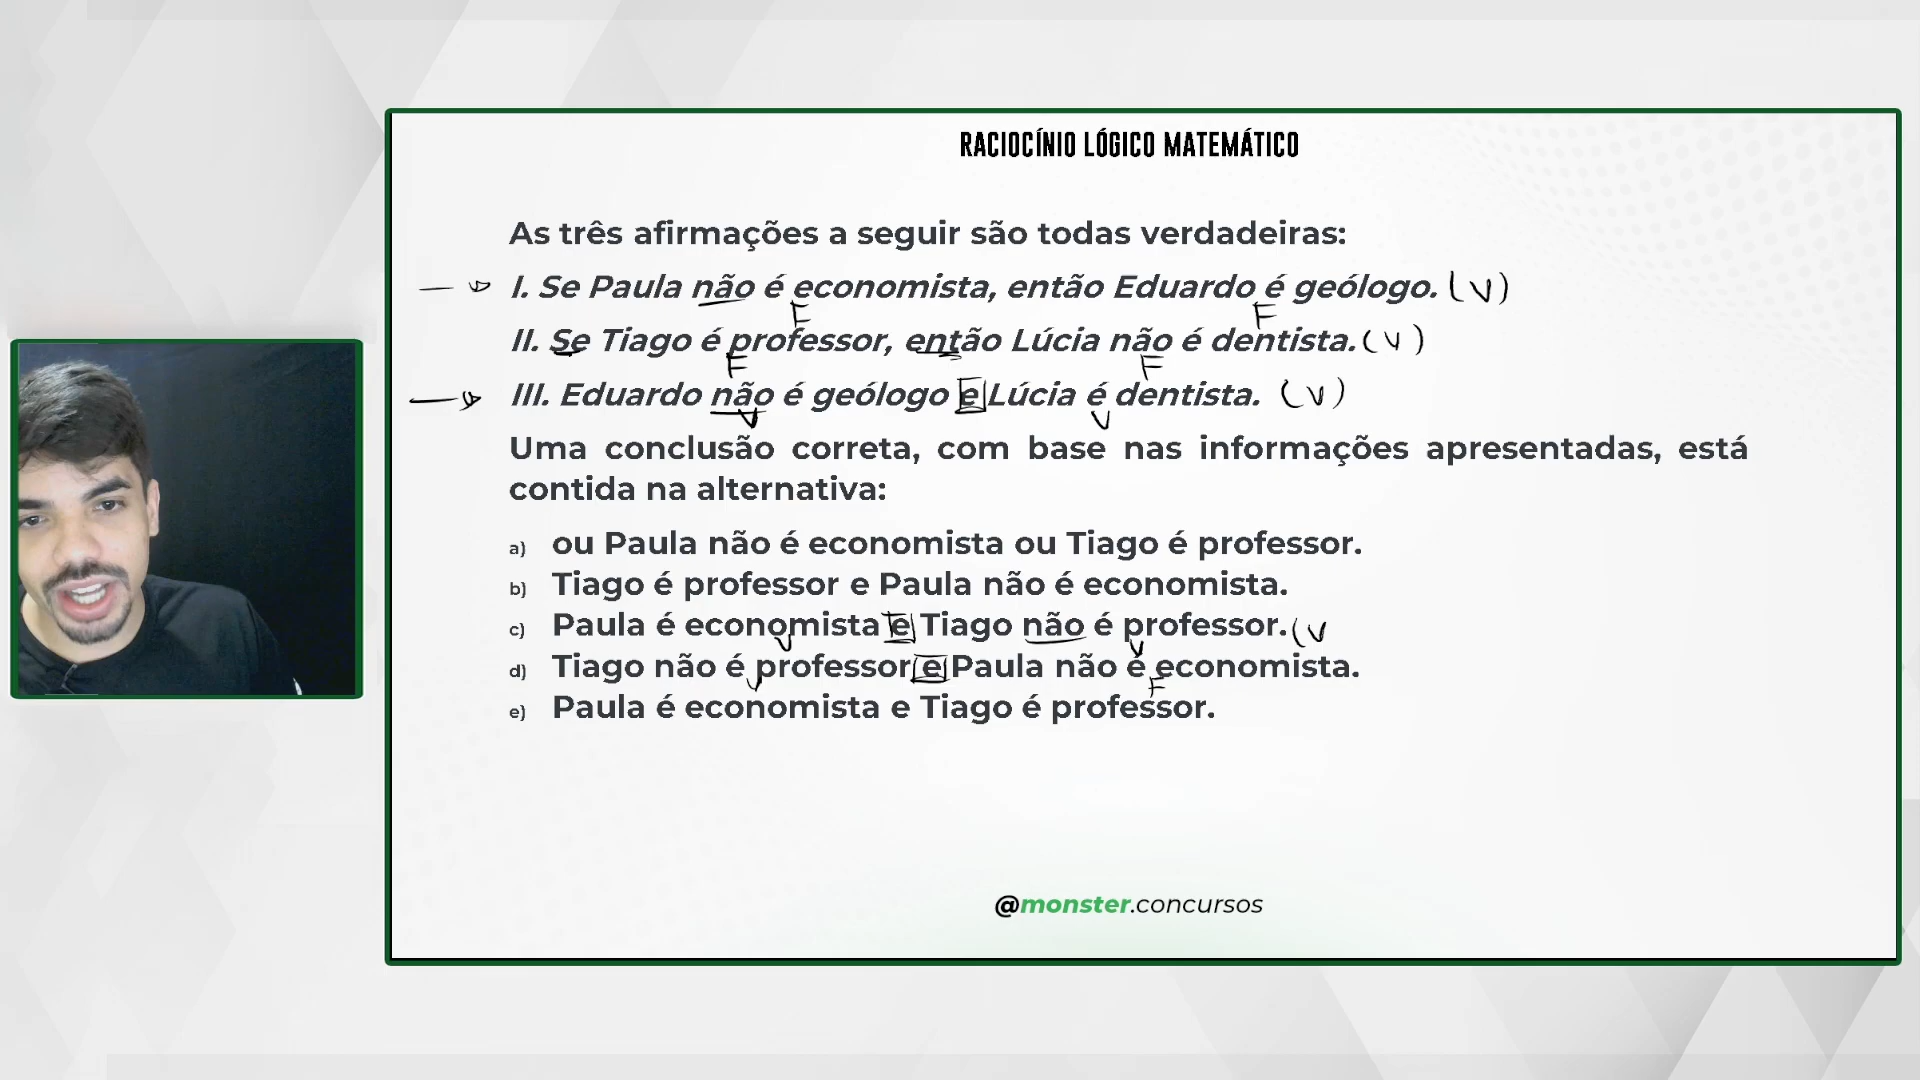 RACIOCÍNIO LÓGICO MATEMÁTICO
As três afirmações a seguir são todas verdadeiras:
I. Se Paula não é economista, então Eduardo é geólogo. (V)
F F
II. Se Tiago é professor, então Lúcia não é dentista. (V)
F F
III. Eduardo não é geólogo e Lúcia é dentista. (V)
V V
Uma conclusão correta, com base nas informações apresentadas, está
contida na alternativa:
a) ou Paula não é economista ou Tiago é professor.
b) Tiago é professor e Paula não é economista.
c) Paula é economista e Tiago não é professor. (V
V V
d) Tiago não é professor e Paula não é economista.
V F
e) Paula é economista e Tiago é professor.
@monster.concursos